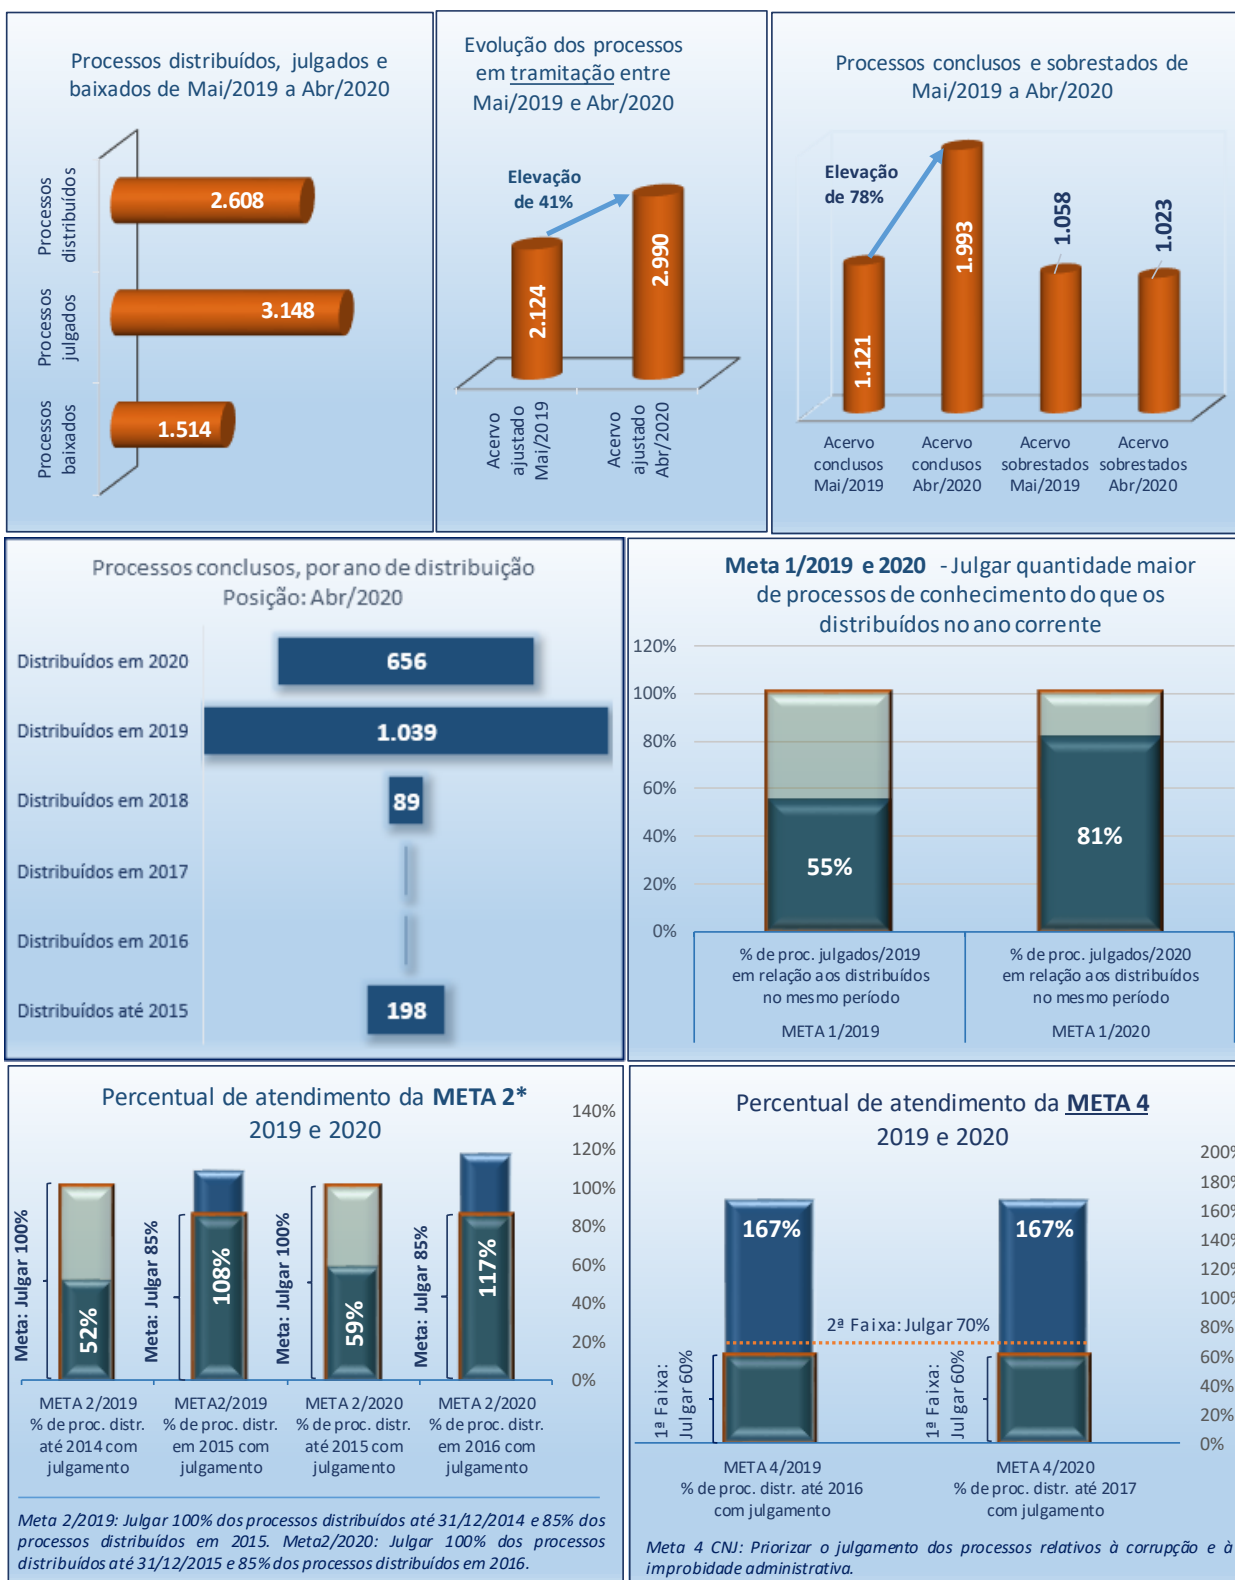 Processos distribuídos, julgados e
baixados de Mai/2019 a Abr/2020
Processos
distribuídos
2.608
Processos
julgados
3.148
Processos
baixados
1.514
Evolução dos processos
em tramitação entre
Mai/2019 e Abr/2020
Elevação
de 41%
2.124
2.990
Acervo
ajustado
Mai/2019
Acervo
ajustado
Abr/2020
Processos conclusos e sobrestados de
Mai/2019 a Abr/2020
Elevação
de 78%
1.121
1.993
1.058
1.023
Acervo
conclusos
Mai/2019
Acervo
conclusos
Abr/2020
Acervo
sobrestados
Mai/2019
Acervo
sobrestados
Abr/2020
Processos conclusos, por ano de distribuição
Posição: Abr/2020
Distribuídos em 2020
656
Distribuídos em 2019
1.039
Distribuídos em 2018
89
Distribuídos em 2017
Distribuídos em 2016
Distribuídos até 2015
198
Meta 1/2019 e 2020 - Julgar quantidade maior
de processos de conhecimento do que os
distribuídos no ano corrente
120%
100%
80%
60%
40%
20%
0%
55%
81%
% de proc. julgados/2019
em relação aos distribuídos
no mesmo período
META 1/2019
% de proc. julgados/2020
em relação aos distribuídos
no mesmo período
META 1/2020
Percentual de atendimento da META 2*
2019 e 2020
140%
120%
100%
80%
60%
40%
20%
0%
Meta: Julgar 100%
52%
Meta: Julgar 85%
108%
Meta: Julgar 100%
59%
Meta: Julgar 85%
117%
META 2/2019
% de proc. distr.
até 2014 com
julgamento
META2/2019
% de proc. distr.
em 2015 com
julgamento
META 2/2020
% de proc. distr.
até 2015 com
julgamento
META 2/2020
% de proc. distr.
em 2016 com
julgamento
Meta 2/2019: Julgar 100% dos processos distribuídos até 31/12/2014 e 85% dos
processos distribuídos em 2015. Meta2/2020: Julgar 100% dos processos
distribuídos até 31/12/2015 e 85% dos processos distribuídos em 2016.
Percentual de atendimento da META 4
2019 e 2020
200%
180%
160%
140%
120%
100%
80%
60%
40%
20%
0%
167%
167%
2ª Faixa: Julgar 70%
1ª Faixa:
Julgar 60%
1ª Faixa:
Julgar 60%
META 4/2019
% de proc. distr. até 2016
com julgamento
META 4/2020
% de proc. distr. até 2017
com julgamento
Meta 4 CNJ: Priorizar o julgamento dos processos relativos à corrupção e à
improbidade administrativa.